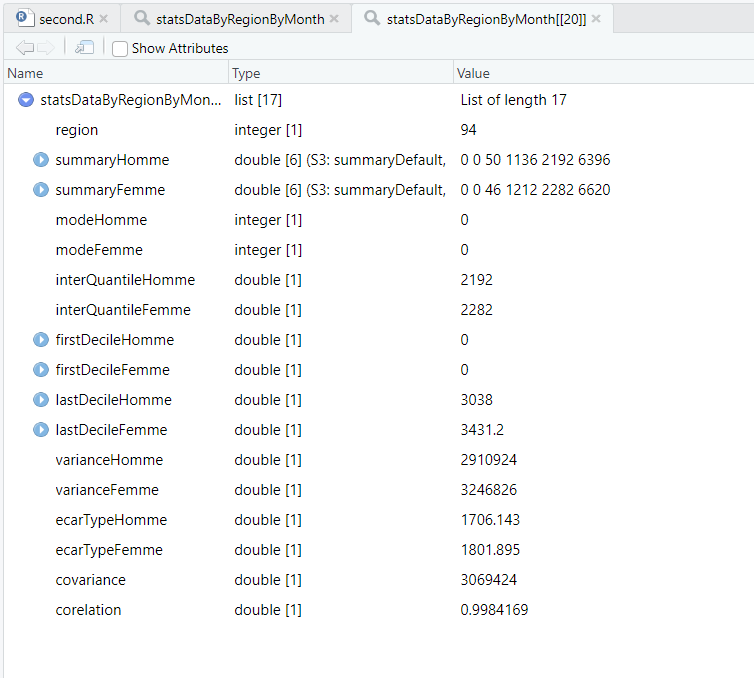 second.R statsDataByRegionByMonth statsDataByRegionByMonth[[20]]
Show Attributes
Name Type Value
statsDataByRegionByMon... list [17] List of length 17
region integer [1] 94
summaryHomme double [6] (S3: summaryDefault, 0 0 50 1136 2192 6396
summaryFemme double [6] (S3: summaryDefault, 0 0 46 1212 2282 6620
modeHomme integer [1] 0
modeFemme integer [1] 0
interQuantileHomme double [1] 2192
interQuantileFemme double [1] 2282
firstDecileHomme double [1] 0
firstDecileFemme double [1] 0
lastDecileHomme double [1] 3038
lastDecileFemme double [1] 3431.2
varianceHomme double [1] 2910924
varianceFemme double [1] 3246826
ecarTypeHomme double [1] 1706.143
ecarTypeFemme double [1] 1801.895
covariance double [1] 3069424
corelation double [1] 0.9984169